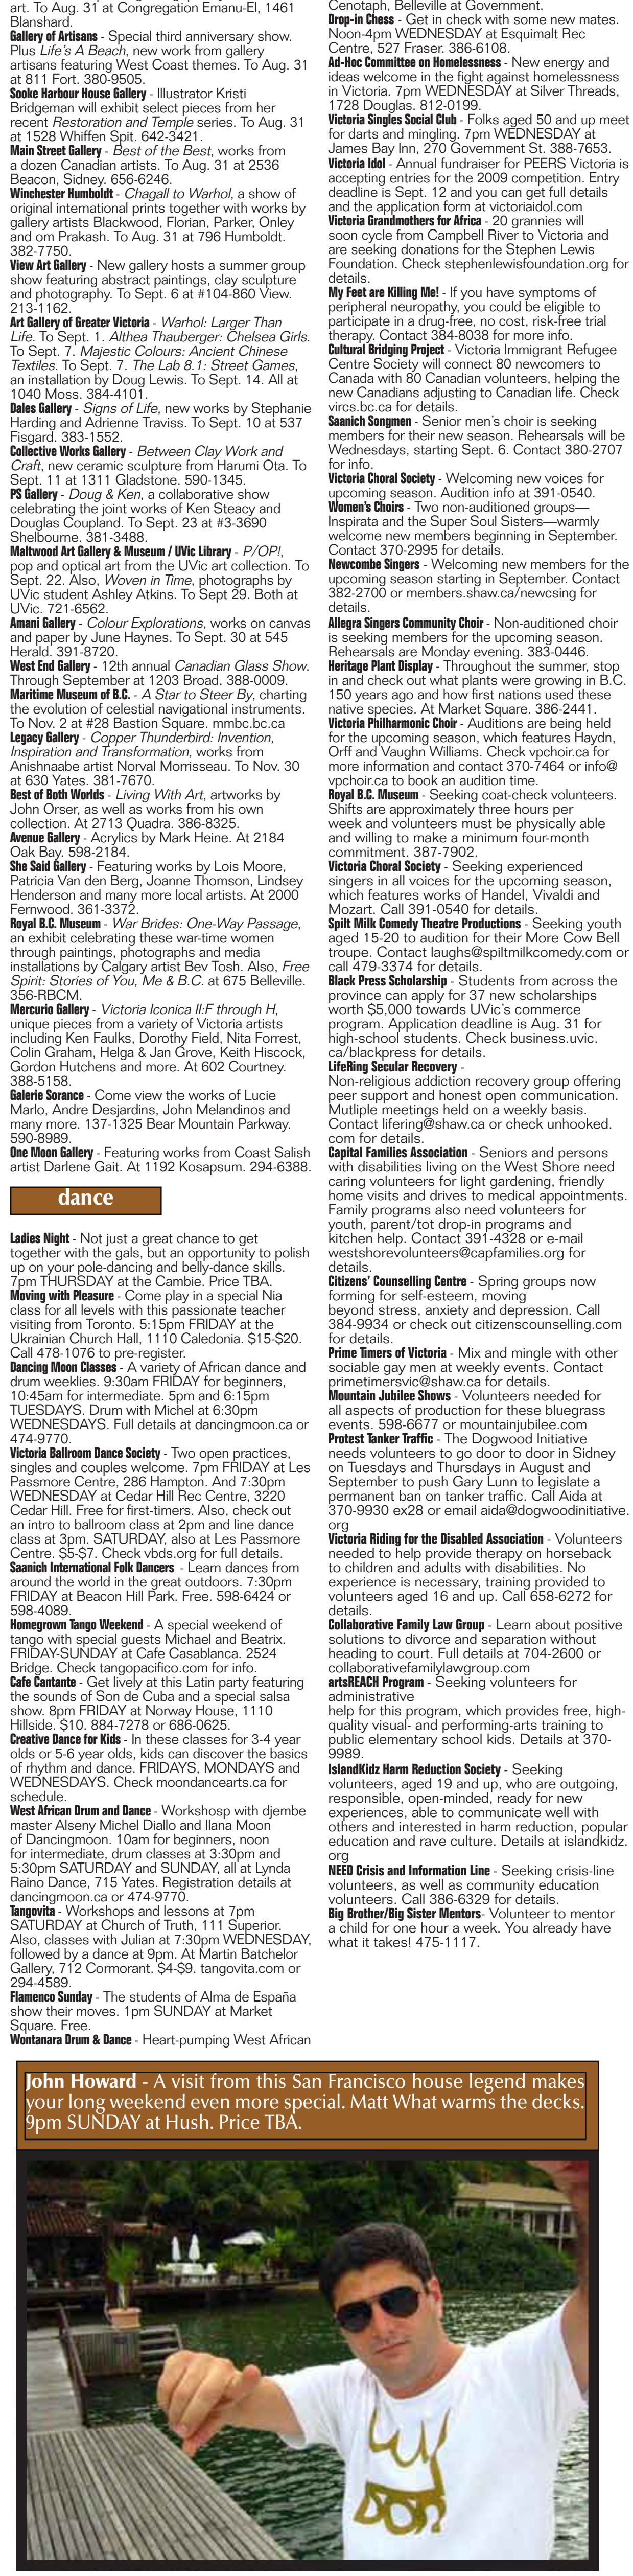 art. To Aug. 31 at Congregation Emanu-El, 1461
Blanshard.
Gallery of Artisans - Special third anniversary show.
Plus Life's A Beach, new work from gallery
artisans featuring West Coast themes. To Aug. 31
at 811 Fort. 380-9505.
Sooke Harbour House Gallery - Illustrator Kristi
Bridgeman will exhibit select pieces from her
recent Restoration and Temple series. To Aug. 31
at 1528 Whiffen Spit. 642-3421.
Main Street Gallery - Best of the Best, works from
a dozen Canadian artists. To Aug. 31 at 2536
Beacon, Sidney. 656-6246.
Winchester Humboldt - Chagall to Warhol, a show of
original international prints together with works by
gallery artists Blackwood, Florian, Parker, Onley
and om Prakash. To Aug. 31 at 796 Humboldt.
382-7750.
View Art Gallery - New gallery hosts a summer group
show featuring abstract paintings, clay sculpture
and photography. To Sept. 6 at #104-860 View.
213-1162.
Art Gallery of Greater Victoria - Warhol: Larger Than
Life. To Sept. 1. Althea Thauberger: Chelsea Girls.
To Sept. 7. Majestic Colours: Ancient Chinese
Textiles. To Sept. 7. The Lab 8.1: Street Games,
an installation by Doug Lewis. To Sept. 14. All at
1040 Moss. 384-4101.
Dales Gallery - Signs of Life, new works by Stephanie
Harding and Adrienne Traviss. To Sept. 10 at 537
Fisgard. 383-1552.
Collective Works Gallery - Between Clay Work and
Craft, new ceramic sculpture from Harumi Ota. To
Sept. 11 at 1311 Gladstone. 590-1345.
PS Gallery - Doug & Ken, a collaborative show
celebrating the joint works of Ken Steacy and
Douglas Coupland. To Sept. 23 at #3-3690
Shelbourne. 381-3488.
Maltwood Art Gallery & Museum / UVic Library - P/OP!,
pop and optical art from the UVic art collection. To
Sept. 22. Also, Woven in Time, photographs by
UVic student Ashley Atkins. To Sept 29. Both at
UVic. 721-6562.
Amani Gallery - Colour Explorations, works on canvas
and paper by June Haynes. To Sept. 30 at 545
Herald. 391-8720.
West End Gallery - 12th annual Canadian Glass Show.
Through September at 1203 Broad. 388-0009.
Maritime Museum of B.C. - A Star to Steer By, charting
the evolution of celestial navigational instruments.
To Nov. 2 at #28 Bastion Square. mmbc.bc.ca
Legacy Gallery - Copper Thunderbird: Invention,
Inspiration and Transformation, works from
Anishnaabe artist Norval Morrisseau. To Nov. 30
at 630 Yates. 381-7670.
Best of Both Worlds - Living With Art, artworks by
John Orser, as well as works from his own
collection. At 2713 Quadra. 386-8325.
Avenue Gallery - Acrylics by Mark Heine. At 2184
Oak Bay. 598-2184.
She Said Gallery - Featuring works by Lois Moore,
Patricia Van den Berg, Joanne Thomson, Lindsey
Henderson and many more local artists. At 2000
Fernwood. 361-3372.
Royal B.C. Museum - War Brides: One-Way Passage,
an exhibit celebrating these war-time women
through paintings, photographs and media
installations by Calgary artist Bev Tosh. Also, Free
Spirit: Stories of You, Me & B.C. at 675 Belleville.
356-RBCM.
Mercurio Gallery - Victoria Iconica II:F through H,
unique pieces from a variety of Victoria artists
including Ken Faulks, Dorothy Field, Nita Forrest,
Colin Graham, Helga & Jan Grove, Keith Hiscock,
Gordon Hutchens and more. At 602 Courtney.
388-5158.
Galerie Sorance - Come view the works of Lucie
Marlo, Andre Desjardins, John Melandinos and
many more. 137-1325 Bear Mountain Parkway.
590-8989.
One Moon Gallery - Featuring works from Coast Salish
artist Darlene Gait. At 1192 Kosapsum. 294-6388.
dance
Ladies Night - Not just a great chance to get
together with the gals, but an opportunity to polish
up on your pole-dancing and belly-dance skills.
7pm THURSDAY at the Cambie. Price TBA.
Moving with Pleasure - Come play in a special Nia
class for all levels with this passionate teacher
visiting from Toronto. 5:15pm FRIDAY at the
Ukrainian Church Hall, 1110 Caledonia. $15-$20.
Call 478-1076 to pre-register.
Dancing Moon Classes - A variety of African dance and
drum weeklies. 9:30am FRIDAY for beginners,
10:45am for intermediate. 5pm and 6:15pm
TUESDAYS. Drum with Michel at 6:30pm
WEDNESDAYS. Full details at dancingmoon.ca or
474-9770.
Victoria Ballroom Dance Society - Two open practices,
singles and couples welcome. 7pm FRIDAY at Les
Passmore Centre, 286 Hampton. And 7:30pm
WEDNESDAY at Cedar Hill Rec Centre, 3220
Cedar Hill. Free for first-timers. Also, check out
an intro to ballroom class at 2pm and line dance
class at 3pm. SATURDAY, also at Les Passmore
Centre. $5-$7. Check vbds.org for full details.
Saanich International Folk Dancers - Learn dances from
around the world in the great outdoors. 7:30pm
FRIDAY at Beacon Hill Park. Free. 598-6424 or
598-4089.
Homegrown Tango Weekend - A special weekend of
tango with special guests Michael and Beatrix.
FRIDAY-SUNDAY at Cafe Casablanca. 2524
Bridge. Check tangopacifico.com for info.
Cafe Cantante - Get lively at this Latin party featuring
the sounds of Son de Cuba and a special salsa
show. 8pm FRIDAY at Norway House, 1110
Hillside. $10. 884-7278 or 686-0625.
Creative Dance for Kids - In these classes for 3-4 year
olds or 5-6 year olds, kids can discover the basics
of rhythm and dance. FRIDAYS, MONDAYS and
WEDNESDAYS. Check moondancearts.ca for
schedule.
West African Drum and Dance - Workshosp with djembe
master Alseny Michel Diallo and Ilana Moon
of Dancingmoon. 10am for beginners, noon
for intermediate, drum classes at 3:30pm and
5:30pm SATURDAY and SUNDAY, all at Lynda
Raino Dance, 715 Yates. Registration details at
dancingmoon.ca or 474-9770.
Tangovita - Workshops and lessons at 7pm
SATURDAY at Church of Truth, 111 Superior.
Also, classes with Julian at 7:30pm WEDNESDAY,
followed by a dance at 9pm. At Martin Batchelor
Gallery, 712 Cormorant. $4-$9. tangovita.com or
294-4589.
Flamenco Sunday - The students of Alma de España
show their moves. 1pm SUNDAY at Market
Square. Free.
Wontanara Drum & Dance - Heart-pumping West African
Cenotaph, Belleville at Government.
Drop-in Chess - Get in check with some new mates.
Noon-4pm WEDNESDAY at Esquimalt Rec
Centre, 527 Fraser. 386-6108.
Ad-Hoc Committee on Homelessness - New energy and
ideas welcome in the fight against homelessness
in Victoria. 7pm WEDNESDAY at Silver Threads,
1728 Douglas. 812-0199.
Victoria Singles Social Club - Folks aged 50 and up meet
for darts and mingling. 7pm WEDNESDAY at
James Bay Inn, 270 Government St. 388-7653.
Victoria Idol - Annual fundraiser for PEERS Victoria is
accepting entries for the 2009 competition. Entry
deadline is Sept. 12 and you can get full details
and the application form at victoriaidol.com
Victoria Grandmothers for Africa - 20 grannies will
soon cycle from Campbell River to Victoria and
are seeking donations for the Stephen Lewis
Foundation. Check stephenlewisfoundation.org for
details.
My Feet are Killing Me! - If you have symptoms of
peripheral neuropathy, you could be eligible to
participate in a drug-free, no cost, risk-free trial
therapy. Contact 384-8038 for more info.
Cultural Bridging Project - Victoria Immigrant Refugee
Centre Society will connect 80 newcomers to
Canada with 80 Canadian volunteers, helping the
new Canadians adjusting to Canadian life. Check
vircs.bc.ca for details.
Saanich Songmen - Senior men's choir is seeking
members for their new season. Rehearsals will be
Wednesdays, starting Sept. 6. Contact 380-2707
for info.
Victoria Choral Society - Welcoming new voices for
upcoming season. Audition info at 391-0540.
Women's Choirs - Two non-auditioned groups—
Inspirata and the Super Soul Sisters—warmly
welcome new members beginning in September.
Contact 370-2995 for details.
Newcombe Singers - Welcoming new members for the
upcoming season starting in September. Contact
382-2700 or members.shaw.ca/newcsing for
details.
Allegra Singers Community Choir - Non-auditioned choir
is seeking members for the upcoming season.
Rehearsals are Monday evening. 383-0446.
Heritage Plant Display - Throughout the summer, stop
in and check out what plants were growing in B.C.
150 years ago and how first nations used these
native species. At Market Square. 386-2441.
Victoria Philharmonic Choir - Auditions are being held
for the upcoming season, which features Haydn,
Orff and Vaughn Williams. Check vpchoir.ca for
more information and contact 370-7464 or info@
vpchoir.ca to book an audition time.
Royal B.C. Museum - Seeking coat-check volunteers.
Shifts are approximately three hours per
week and volunteers must be physically able
and willing to make a minimum four-month
commitment. 387-7902.
Victoria Choral Society - Seeking experienced
singers in all voices for the upcoming season,
which features works of Handel, Vivaldi and
Mozart. Call 391-0540 for details.
Spilt Milk Comedy Theatre Productions - Seeking youth
aged 15-20 to audition for their More Cow Bell
troupe. Contact laughs@spiltmilkcomedy.com or
call 479-3374 for details.
Black Press Scholarship - Students from across the
province can apply for 37 new scholarships
worth $5,000 towards UVic's commerce
program. Application deadline is Aug. 31 for
high-school students. Check business.uvic.
ca/blackpress for details.
LifeRing Secular Recovery -
Non-religious addiction recovery group offering
peer support and honest open communication.
Mutliple meetings held on a weekly basis.
Contact lifering@shaw.ca or check unhooked.
com for details.
Capital Families Association - Seniors and persons
with disabilities living on the West Shore need
caring volunteers for light gardening, friendly
home visits and drives to medical appointments.
Family programs also need volunteers for
youth, parent/tot drop-in programs and
kitchen help. Contact 391-4328 or e-mail
westshorevolunteers@capfamilies.org for
details.
Citizens' Counselling Centre - Spring groups now
forming for self-esteem, moving
beyond stress, anxiety and depression. Call
384-9934 or check out citizenscounselling.com
for details.
Prime Timers of Victoria - Mix and mingle with other
sociable gay men at weekly events. Contact
primetimersvic@shaw.ca for details.
Mountain Jubilee Shows - Volunteers needed for
all aspects of production for these bluegrass
events. 598-6677 or mountainjubilee.com
Protest Tanker Traffic - The Dogwood Initiative
needs volunteers to go door to door in Sidney
on Tuesdays and Thursdays in August and
September to push Gary Lunn to legislate a
permanent ban on tanker traffic. Call Aida at
370-9930 ex28 or email aida@dogwoodinitiative.
org
Victoria Riding for the Disabled Association - Volunteers
needed to help provide therapy on horseback
to children and adults with disabilities. No
experience is necessary, training provided to
volunteers aged 16 and up. Call 658-6272 for
details.
Collaborative Family Law Group - Learn about positive
solutions to divorce and separation without
heading to court. Full details at 704-2600 or
collaborativefamilylawgroup.com
artsREACH Program - Seeking volunteers for
administrative
help for this program, which provides free, high-
quality visual- and performing-arts training to
public elementary school kids. Details at 370-
9989.
IslandKidz Harm Reduction Society - Seeking
volunteers, aged 19 and up, who are outgoing,
responsible, open-minded, ready for new
experiences, able to communicate well with
others and interested in harm reduction, popular
education and rave culture. Details at islandkidz.
org
NEED Crisis and Information Line - Seeking crisis-line
volunteers, as well as community education
volunteers. Call 386-6329 for details.
Big Brother/Big Sister Mentors- Volunteer to mentor
a child for one hour a week. You already have
what it takes! 475-1117.
John Howard - A visit from this San Francisco house legend makes
your long weekend even more special. Matt What warms the decks.
9pm SUNDAY at Hush. Price TBA.